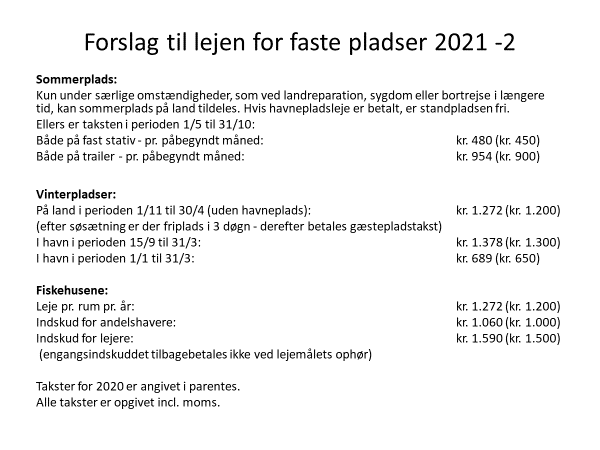 Forslag til lejen for faste pladser 2021 -2
Sommerplads:
Kun under særlige omstændigheder, som ved landreparation, sygdom eller bortrejse i længere
tid, kan sommerplads på land tildeles. Hvis havnepladsleje er betalt, er standpladsen fri.
Ellers er taksten i perioden 1/5 til 31/10:
Både på fast stativ - pr. påbegyndt måned: kr. 480 (kr. 450)
Både på trailer - pr. påbegyndt måned: kr. 954 (kr. 900)
Vinterpladser:
På land i perioden 1/11 til 30/4 (uden havneplads): kr. 1.272 (kr. 1.200)
(efter søsætning er der friplads i 3 døgn - derefter betales gæstepladstakst)
I havn i perioden 15/9 til 31/3: kr. 1.378 (kr. 1.300)
I havn i perioden 1/1 til 31/3: kr. 689 (kr. 650)
Fiskehusene:
Leje pr. rum pr. år: kr. 1.272 (kr. 1.200)
Indskud for andelshavere: kr. 1.060 (kr. 1.000)
Indskud for lejere: kr. 1.590 (kr. 1.500)
(engangsindskuddet tilbagebetales ikke ved lejemålets ophør)
Takster for 2020 er angivet i parentes.
Alle takster er opgivet incl. moms.